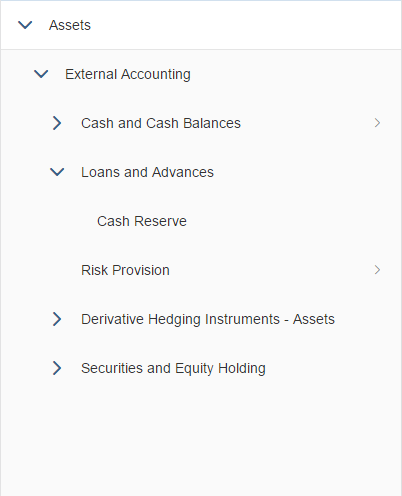 Assets
External Accounting
Cash and Cash Balances
Loans and Advances
Cash Reserve
Risk Provision
Derivative Hedging Instruments - Assets
Securities and Equity Holding